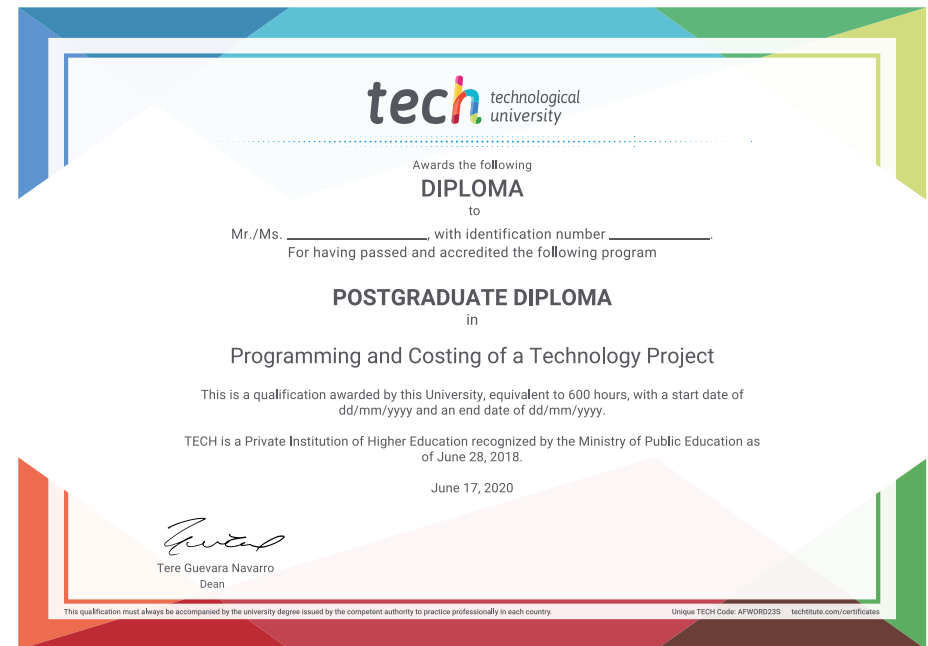 tech technological
university
Awards the following
DIPLOMA
to
Mr./Ms. ____________________, with identification number ______________.
For having passed and accredited the following program
POSTGRADUATE DIPLOMA
in
Programming and Costing of a Technology Project
This is a qualification awarded by this University, equivalent to 600 hours, with a start date of
dd/mm/yyyy and an end date of dd/mm/yyyy.
TECH is a Private Institution of Higher Education recognized by the Ministry of Public Education as
of June 28, 2018.
June 17, 2020
Tere Guevara Navarro
Dean
This qualification must always be accompanied by the university degree issued by the competent authority to practice professionally in each country.
Unique TECH Code: AFWORD23S techtitute.com/certificates